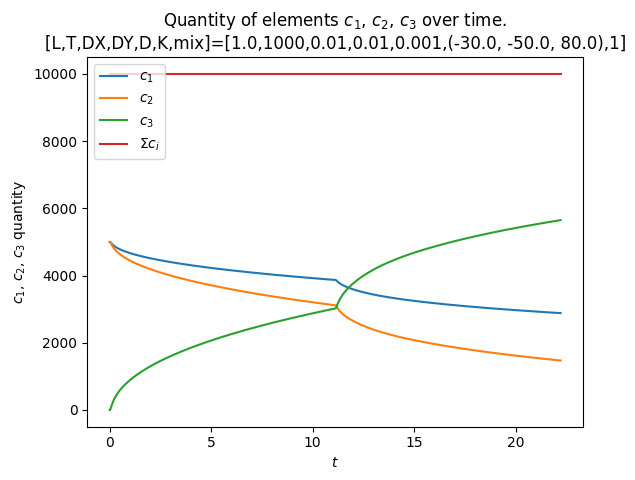 Quantity of elements c₁, c₂, c₃ over time.
[L,T,DX,DY,D,K,mix]=[1.0,1000,0.01,0.01,0.001,(-30.0, -50.0, 80.0),1]
c₁
c₂
c₃
Σcᵢ
c₁, c₂, c₃ quantity
10000
8000
6000
4000
2000
0
0 5 10 15 20
t